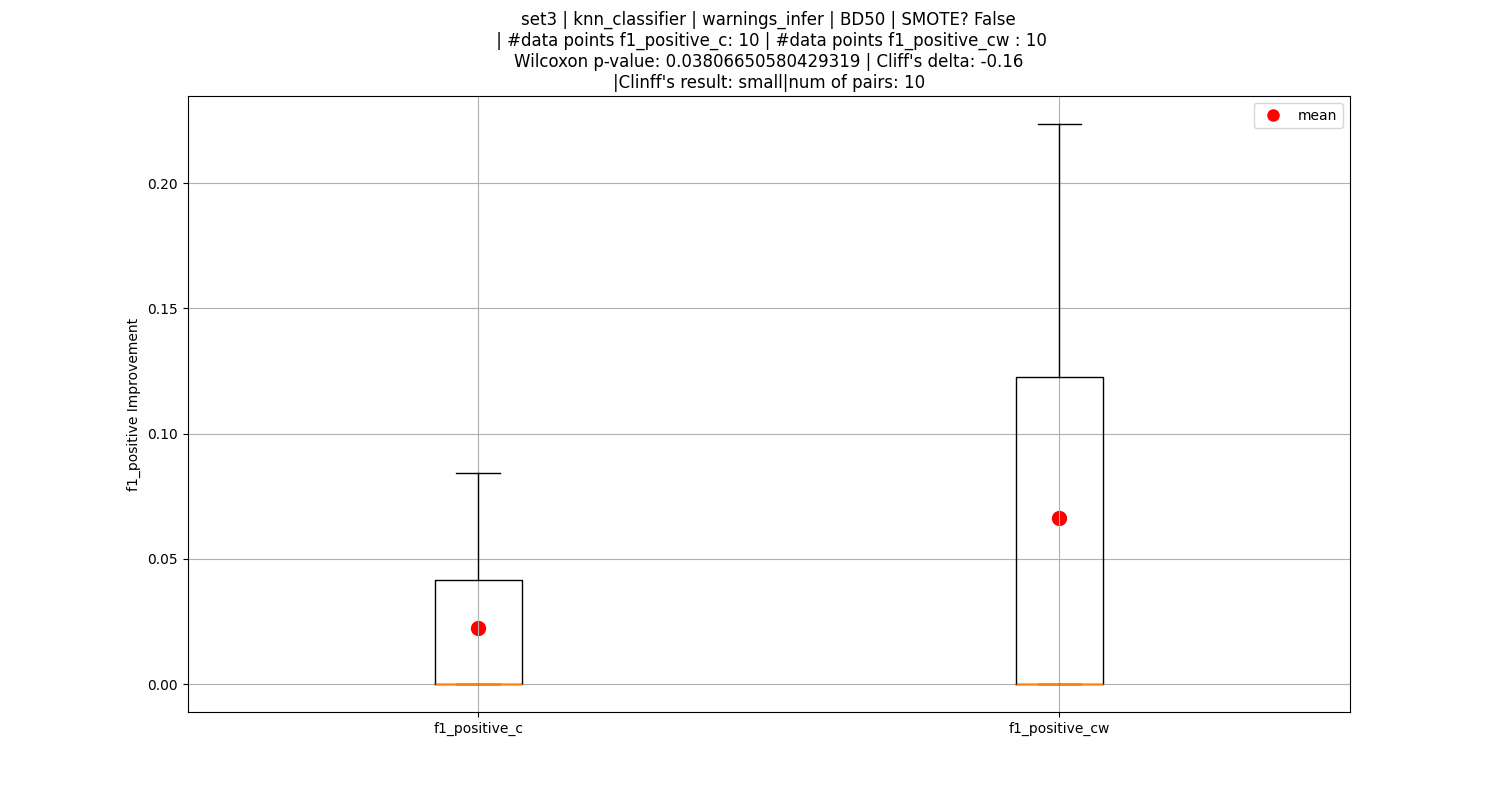 set3 | knn_classifier | warnings_infer | BD50 | SMOTE? False
| #data points f1_positive_c: 10 | #data points f1_positive_cw : 10
Wilcoxon p-value: 0.03806650580429319 | Cliff's delta: -0.16
|Clinff's result: small|num of pairs: 10
mean
0.20
0.15
0.10
0.05
0.00
f1_positive Improvement
f1_positive_c
f1_positive_cw